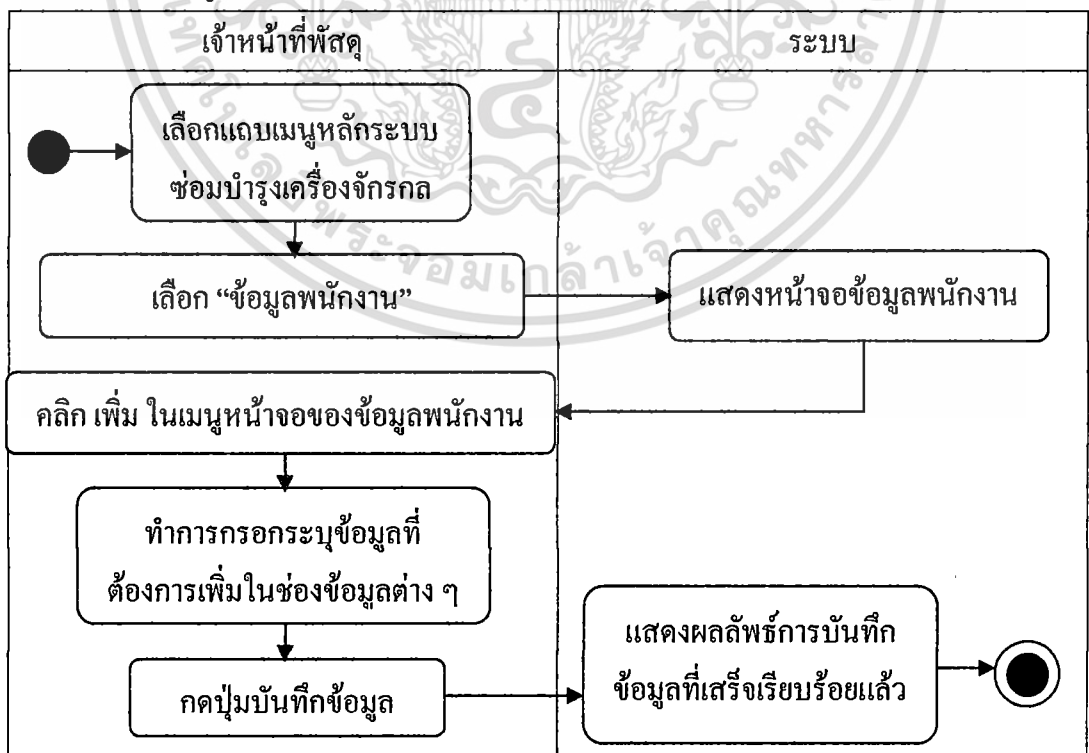 เจ้าหน้าที่พัสดุ
ระบบ
เลือกแถบเมนูหลักระบบ
ซ่อมบำรุงเครื่องจักรกล
เลือก “ข้อมูลพนักงาน”
แสดงหน้าจอข้อมูลพนักงาน
คลิก เพิ่ม ในเมนูหน้าจอของข้อมูลพนักงาน
ทำการกรอกระบุข้อมูลที่
ต้องการเพิ่มในช่องข้อมูลต่าง ๆ
กดปุ่มบันทึกข้อมูล
แสดงผลลัพธ์การบันทึก
ข้อมูลที่เสร็จเรียบร้อยแล้ว